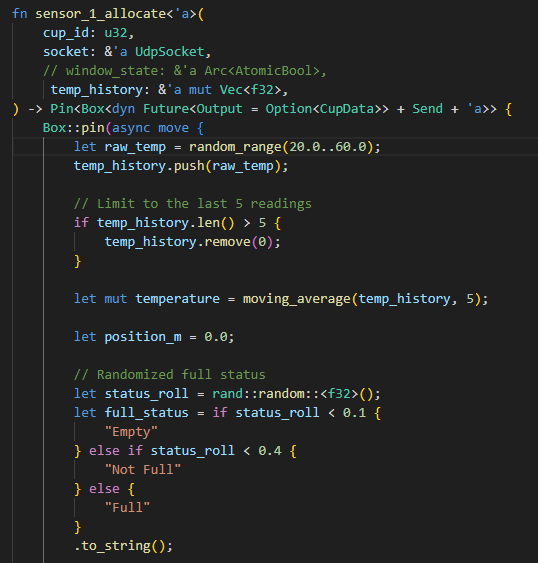 fn sensor_1_allocate<'a>(
    cup_id: u32,
    socket: &'a UdpSocket,
    // window_state: &'a Arc<AtomicBool>,
     temp_history: &'a mut Vec<f32>,
) -> Pin<Box<dyn Future<Output = Option<CupData>> + Send + 'a>> {
    Box::pin(async move {
        let raw_temp = random_range(20.0..60.0);
        temp_history.push(raw_temp);

        // Limit to the last 5 readings
        if temp_history.len() > 5 {
            temp_history.remove(0);
        }

        let mut temperature = moving_average(temp_history, 5);

        let position_m = 0.0;

        // Randomized full status
        let status_roll = rand::random::<f32>();
        let full_status = if status_roll < 0.1 {
            "Empty"
        } else if status_roll < 0.4 {
            "Not Full"
        } else {
            "Full"
        }
        .to_string();